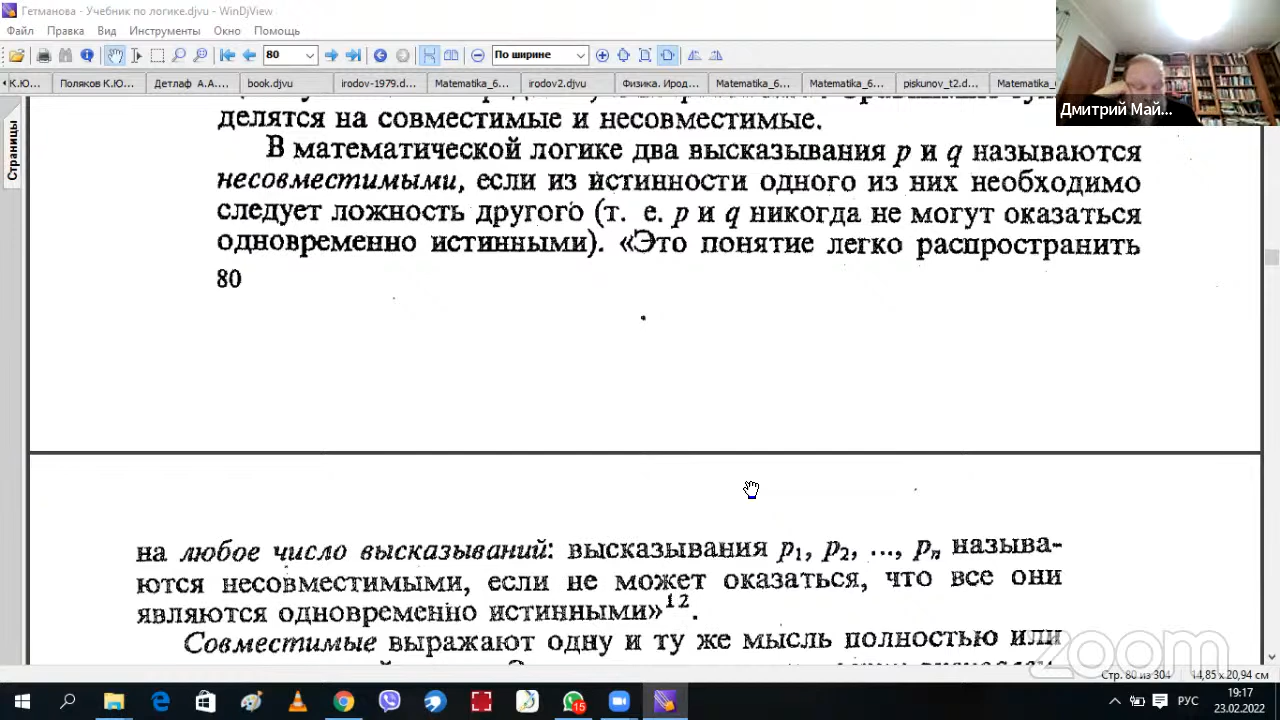 Гетманова - Учебник по логике.djvu - WinDjView
Файл Правка Вид Инструменты Окно Помощь
80 По ширине
К.Ю... Поляков К.Ю... Детлаф А.А.... book.djvu irodov-1979.d... Matematika_6... irodov2.djvu Физика. Ирод... Matematika_6... Matematika_6... piskunov_t2.d... Matematika_6...
Дмитрий Май...
Страницы
делятся на совместимые и несовместимые.
В математической логике два высказывания p и q называются
несовместимыми, если из истинности одного из них необходимо
следует ложность другого (т. е. p и q никогда не могут оказаться
одновременно истинными). «Это понятие легко распространить
80
на любое число высказываний: высказывания p₁, p₂, ..., pₙ называ-
ются несовместимыми, если не может оказаться, что все они
являются одновременно истинными»¹².
Совместимые выражают одну и ту же мысль полностью или
zoom
Стр. 80 из 304 14,85 x 20,94 см
15 РУС 19:17
23.02.2022